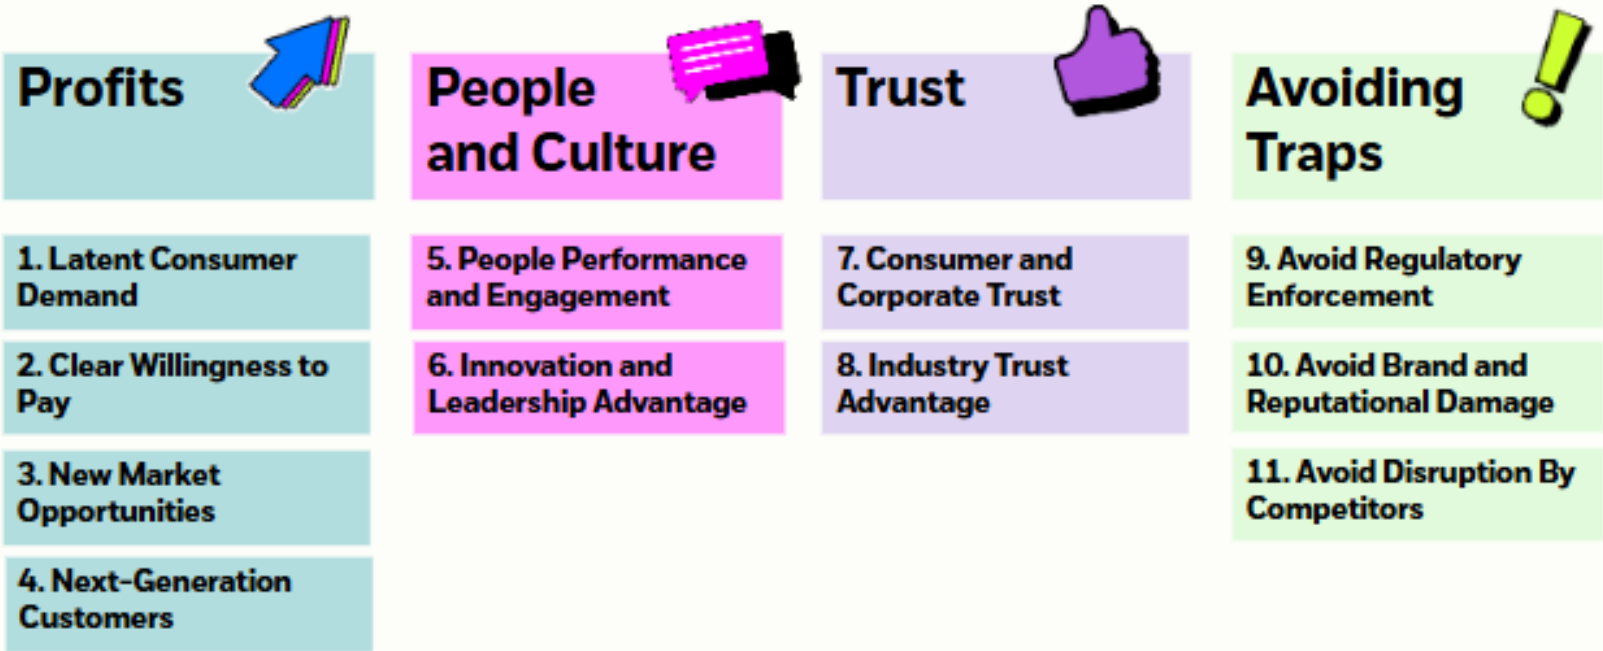 Profits
1. Latent Consumer
Demand
2. Clear Willingness to
Pay
3. New Market
Opportunities
4. Next-Generation
Customers
People
and Culture
5. People Performance
and Engagement
6. Innovation and
Leadership Advantage
Trust
7. Consumer and
Corporate Trust
8. Industry Trust
Advantage
Avoiding
Traps
9. Avoid Regulatory
Enforcement
10. Avoid Brand and
Reputational Damage
11. Avoid Disruption By
Competitors